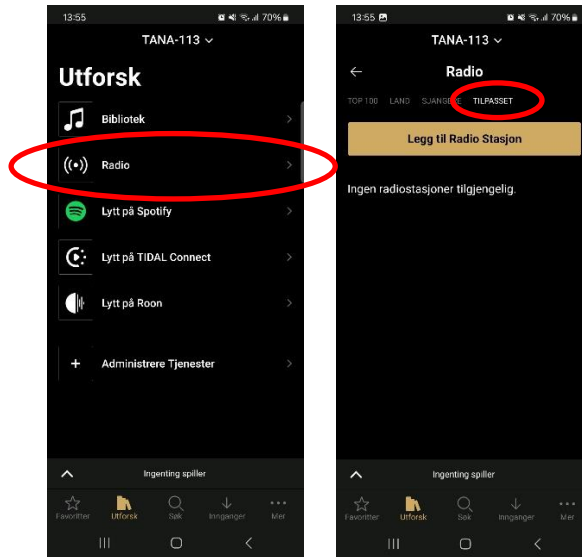 13:55
70%
TANA-113
Utforsk
Bibliotek
Radio
Lytt på Spotify
Lytt på TIDAL Connect
Lytt på Roon
Administrere Tjenester
Ingenting spiller
Favoritter Utforsk Søk Innganger Mer
13:55
70%
TANA-113
Radio
TOP 100 LAND SJANGERE TILPASSET
Legg til Radio Stasjon
Ingen radiostasjoner tilgjengelig.
Ingenting spiller
Favoritter Utforsk Søk Innganger Mer